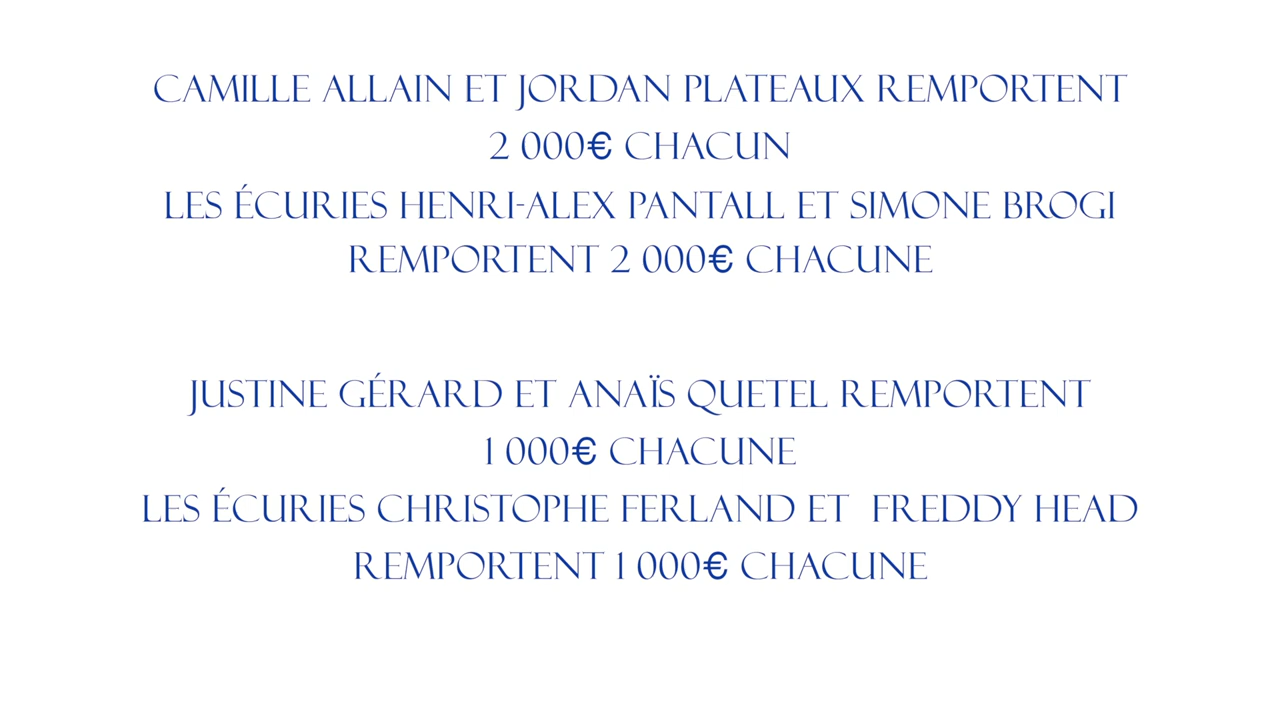 CAMILLE ALLAIN ET JORDAN PLATEAUX REMPORTENT
2 000€ CHACUN
LES ÉCURIES HENRI-ALEX PANTALL ET SIMONE BROGI
REMPORTENT 2 000€ CHACUNE
JUSTINE GÉRARD ET ANAÏS QUETEL REMPORTENT
1 000€ CHACUNE
LES ÉCURIES CHRISTOPHE FERLAND ET  FREDDY HEAD
REMPORTENT 1 000€ CHACUNE